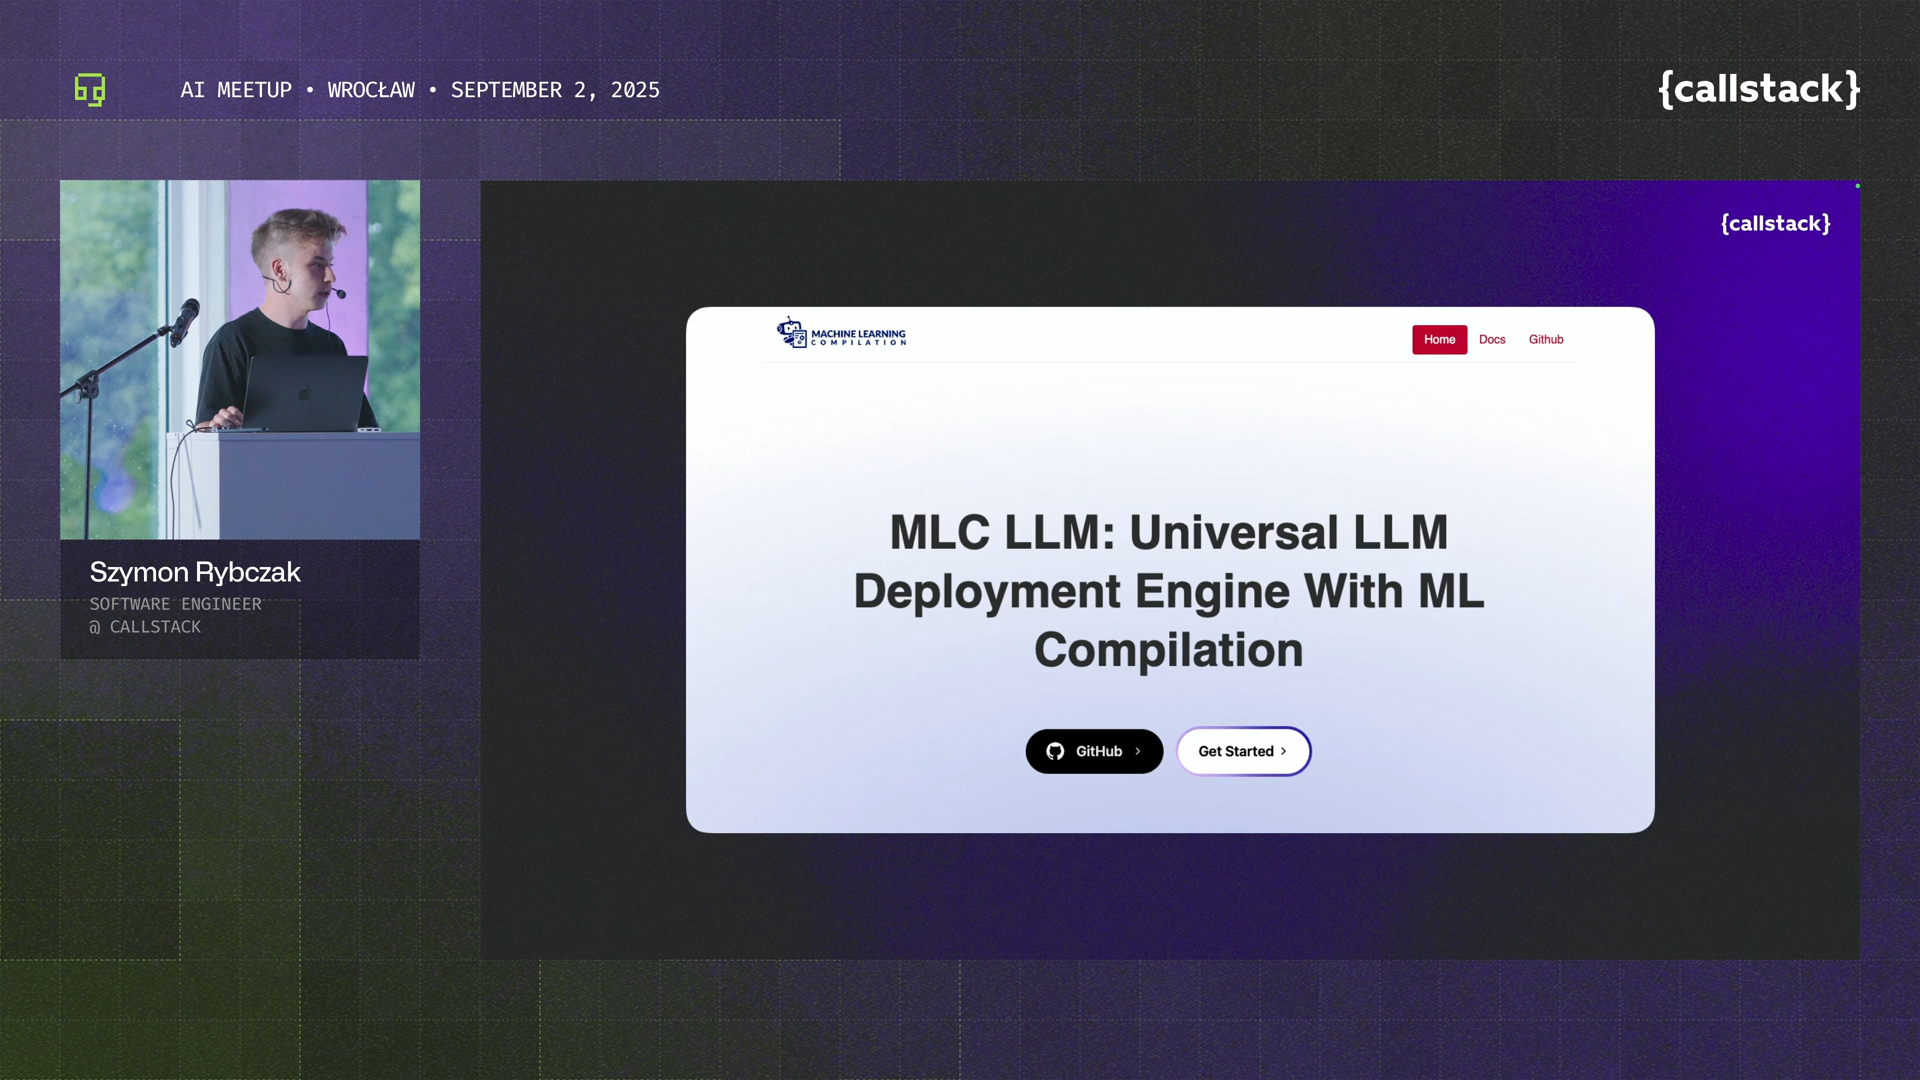 AI MEETUP • WROCŁAW • SEPTEMBER 2, 2025
{callstack}
Szymon Rybczak
SOFTWARE ENGINEER
@ CALLSTACK
{callstack}
MACHINE LEARNING
COMPILATION
Home
Docs
Github
MLC LLM: Universal LLM
Deployment Engine With ML
Compilation
GitHub
Get Started